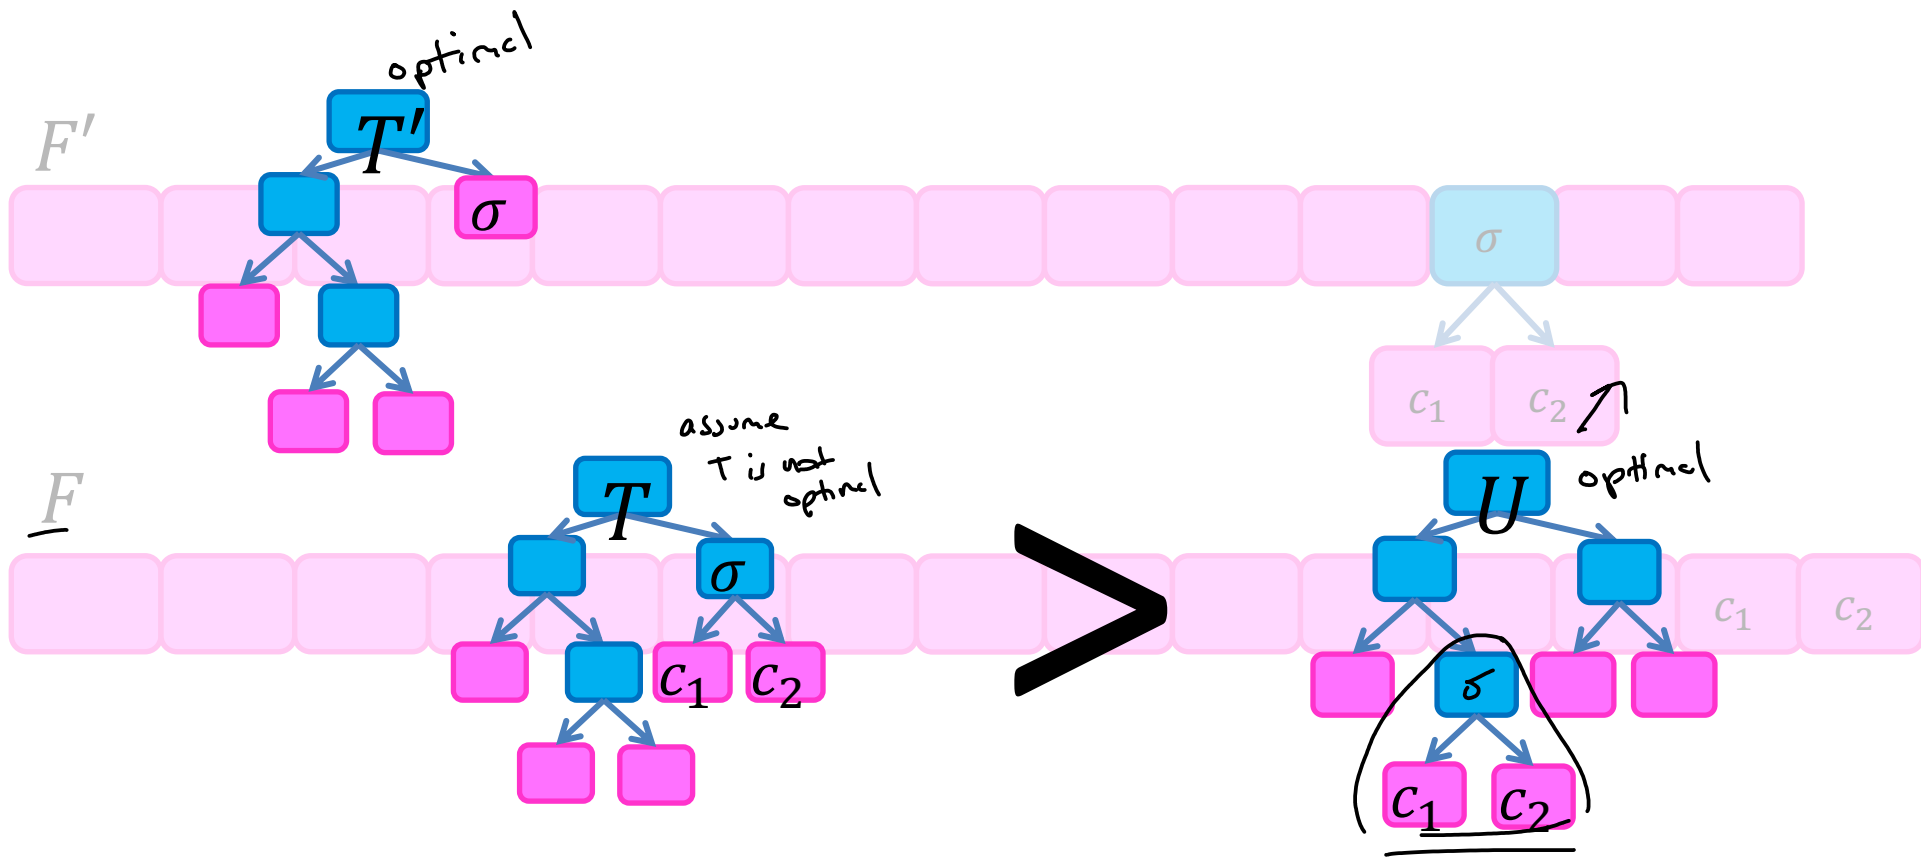 optimal
F′
T′
σ
σ
c₁ c₂
assume
T is not
optimal
F
T
>
U
optimal
σ
c₁ c₂
c₁ c₂
σ
c₁ c₂